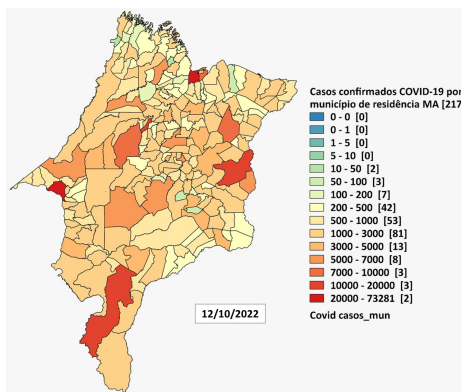 Casos confirmados COVID-19 por
município de residência MA [217
0 - 0 [0]
0 - 1 [0]
1 - 5 [0]
5 - 10 [0]
10 - 50 [2]
50 - 100 [3]
100 - 200 [7]
200 - 500 [42]
500 - 1000 [53]
1000 - 3000 [81]
3000 - 5000 [13]
5000 - 7000 [8]
7000 - 10000 [3]
10000 - 20000 [3]
20000 - 73281 [2]
Covid casos_mun
12/10/2022